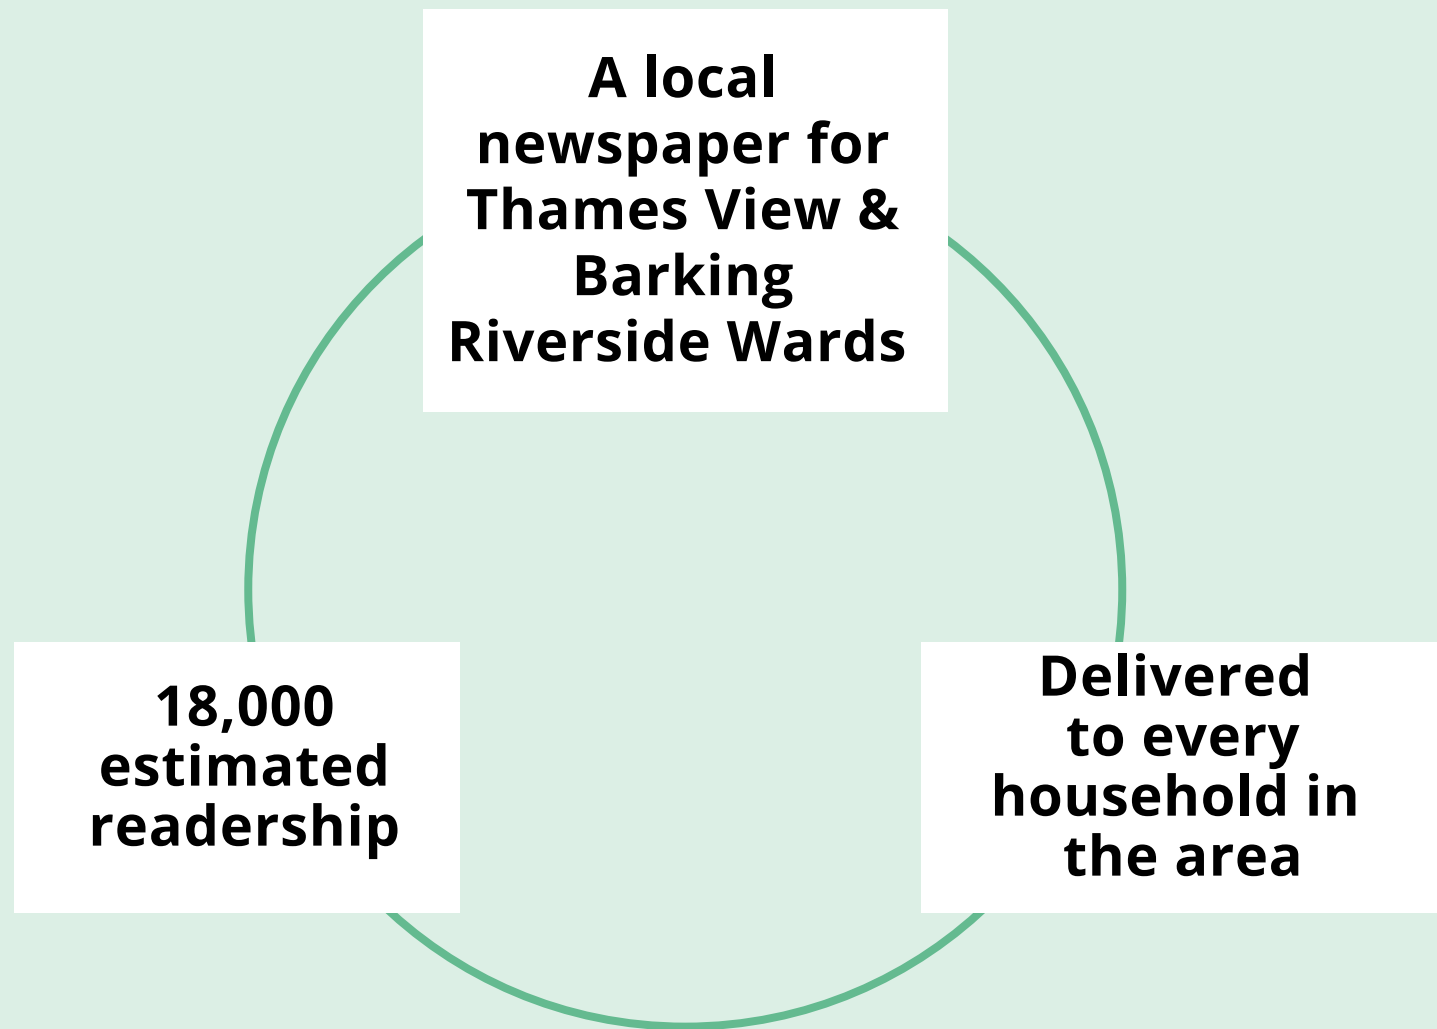 A local
newspaper for
Thames View &
Barking
Riverside Wards
18,000
estimated
readership
Delivered
to every
household in
the area